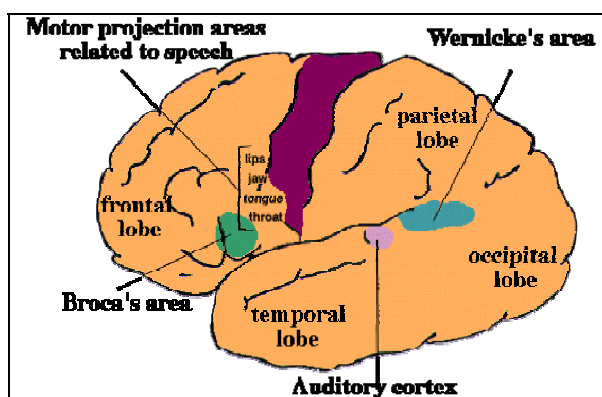 Motor projection areas
related to speech
Wernicke's area
parietal
lobe
lips
jaw
tongue
throat
frontal
lobe
occipital
lobe
Broca's area
temporal
lobe
Auditory cortex